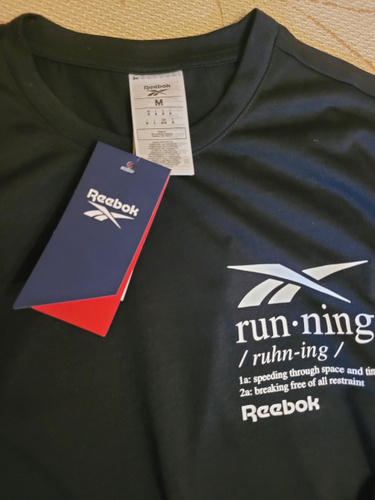 Reebok
M
Reebok
run·ning
/ ruhn-ing /
1a: speeding through space and
2a: breaking free of all restraint
Reebok